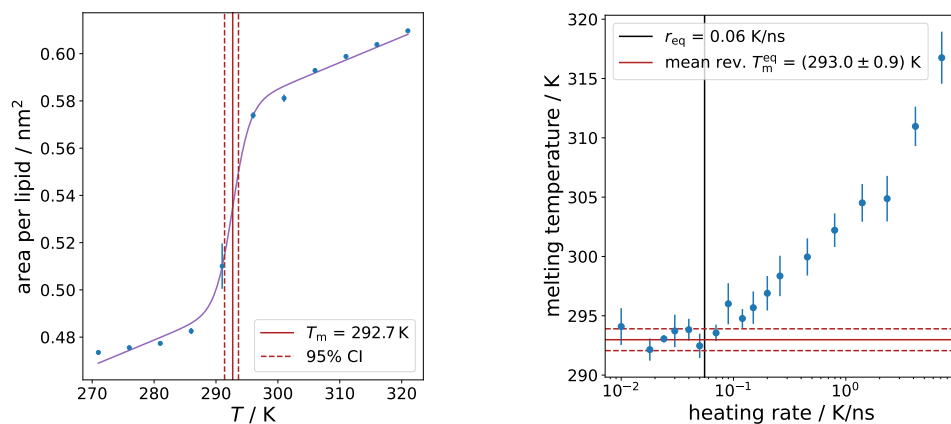 area per lipid / nm²
0.60
0.58
0.56
0.54
0.52
0.50
0.48
270 280 290 300 310 320
T / K
Tₘ = 292.7 K
95% CI
melting temperature / K
320
315
310
305
300
295
290
10⁻² 10⁻¹ 10⁰
heating rate / K/ns
r_eq = 0.06 K/ns
mean rev. T_m^eq = (293.0 ± 0.9) K